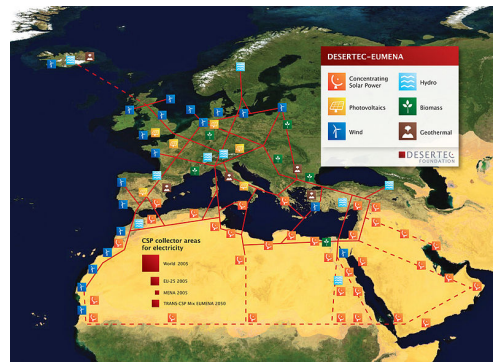 DESERTEC-EUMENA
Concentrating
Solar Power
Hydro
Photovoltaics
Biomass
Wind
Geothermal
DESERTEC
FOUNDATION
CSP collector areas
for electricity
World 2005
EU-25 2005
MENA 2005
TRANS-CSP Mix EUMENA 2050